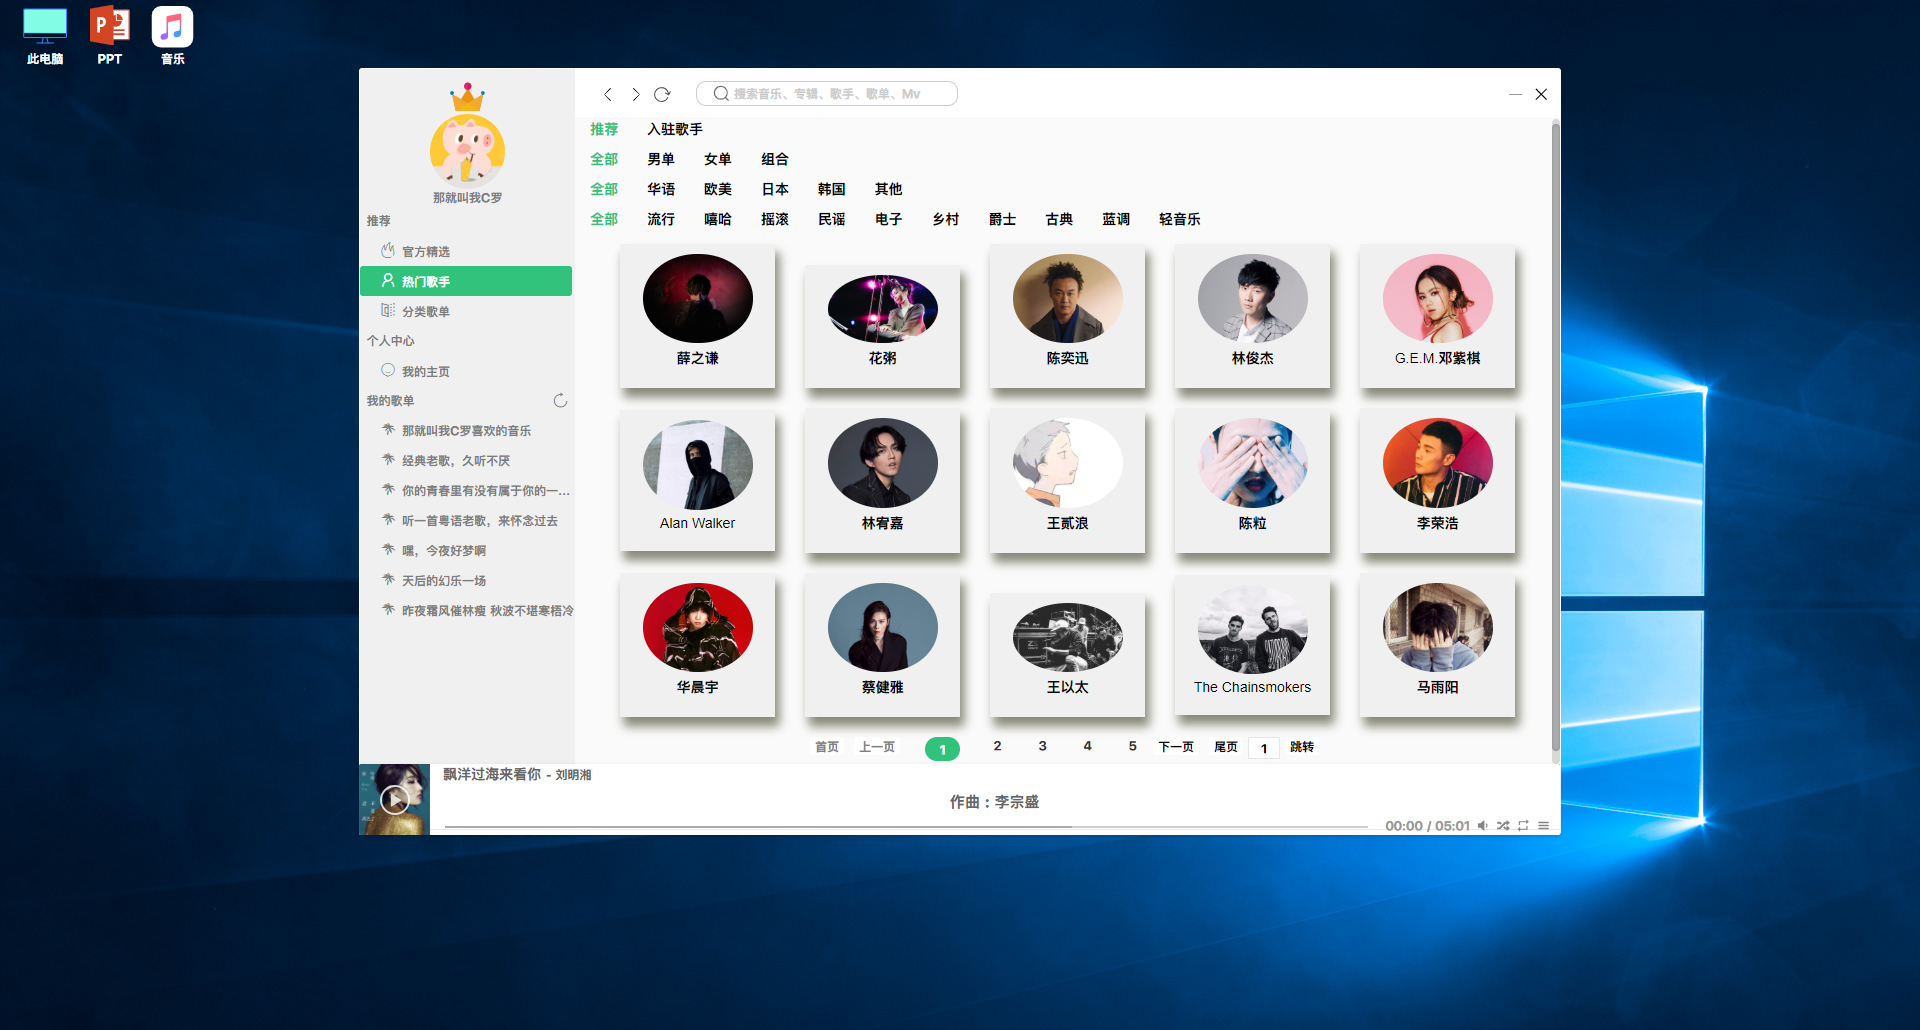 此电脑
PPT
音乐
搜索音乐、专辑、歌手、歌单、Mv
那就叫我C罗
推荐
官方精选
热门歌手
分类歌单
个人中心
我的主页
我的歌单
那就叫我C罗喜欢的音乐
经典老歌，久听不厌
你的青春里有没有属于你的一...
听一首粤语老歌，来怀念过去
嘿，今夜好梦啊
天后的幻乐一场
昨夜霜风催林瘦 秋波不堪寒梧冷
推荐 入驻歌手
全部 男单 女单 组合
全部 华语 欧美 日本 韩国 其他
全部 流行 嘻哈 摇滚 民谣 电子 乡村 爵士 古典 蓝调 轻音乐
薛之谦 花粥 陈奕迅 林俊杰 G.E.M.邓紫棋
Alan Walker 林宥嘉 王贰浪 陈粒 李荣浩
华晨宇 蔡健雅 王以太 The Chainsmokers 马雨阳
首页 上一页 1 2 3 4 5 下一页 尾页 1 跳转
飘洋过海来看你 - 刘明湘
作曲：李宗盛
00:00 / 05:01